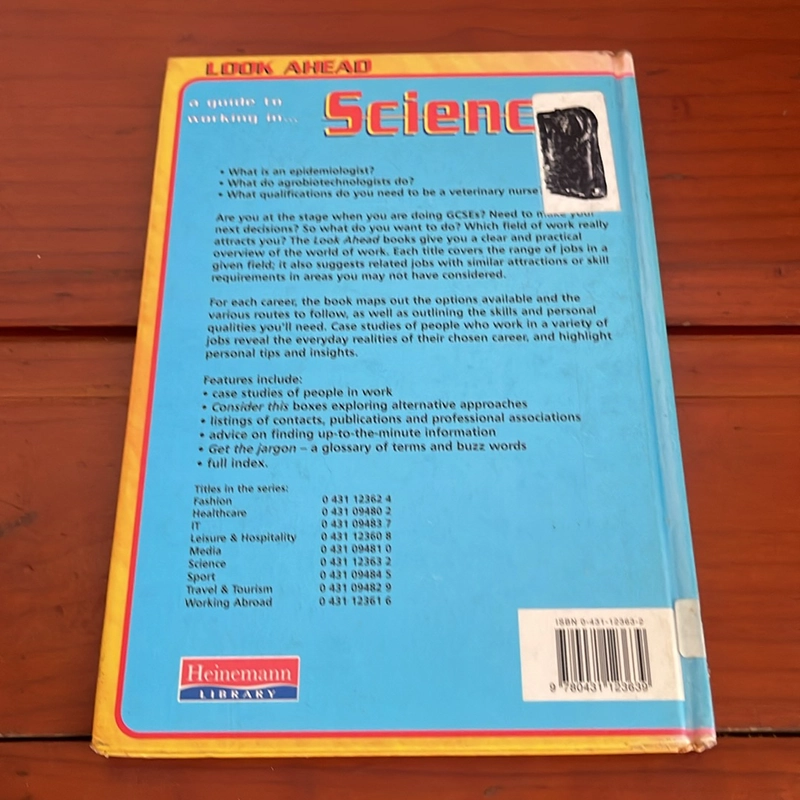 LOOK AHEAD
a guide to
working in...
Scienc
• What is an epidemiologist?
• What do agrobiotechnologists do?
• What qualifications do you need to be a veterinary nurse
Are you at the stage when you are doing GCSEs? Need to make your
next decisions? So what do you want to do? Which field of work really
attracts you? The Look Ahead books give you a clear and practical
overview of the world of work. Each title covers the range of jobs in a
given field; it also suggests related jobs with similar attractions or skill
requirements in areas you may not have considered.
For each career, the book maps out the options available and the
various routes to follow, as well as outlining the skills and personal
qualities you'll need. Case studies of people who work in a variety of
jobs reveal the everyday realities of their chosen career, and highlight
personal tips and insights.
Features include:
• case studies of people in work
• Consider this boxes exploring alternative approaches
• listings of contacts, publications and professional associations
• advice on finding up-to-the-minute information
• Get the jargon – a glossary of terms and buzz words
• full index.
Titles in the series:
Fashion 0 431 12362 4
Healthcare 0 431 09480 2
IT 0 431 09483 7
Leisure & Hospitality 0 431 12360 8
Media 0 431 09481 0
Science 0 431 12363 2
Sport 0 431 09484 5
Travel & Tourism 0 431 09482 9
Working Abroad 0 431 12361 6
ISBN 0-431-12363-2
9 780431 123639
Heinemann
LIBRARY